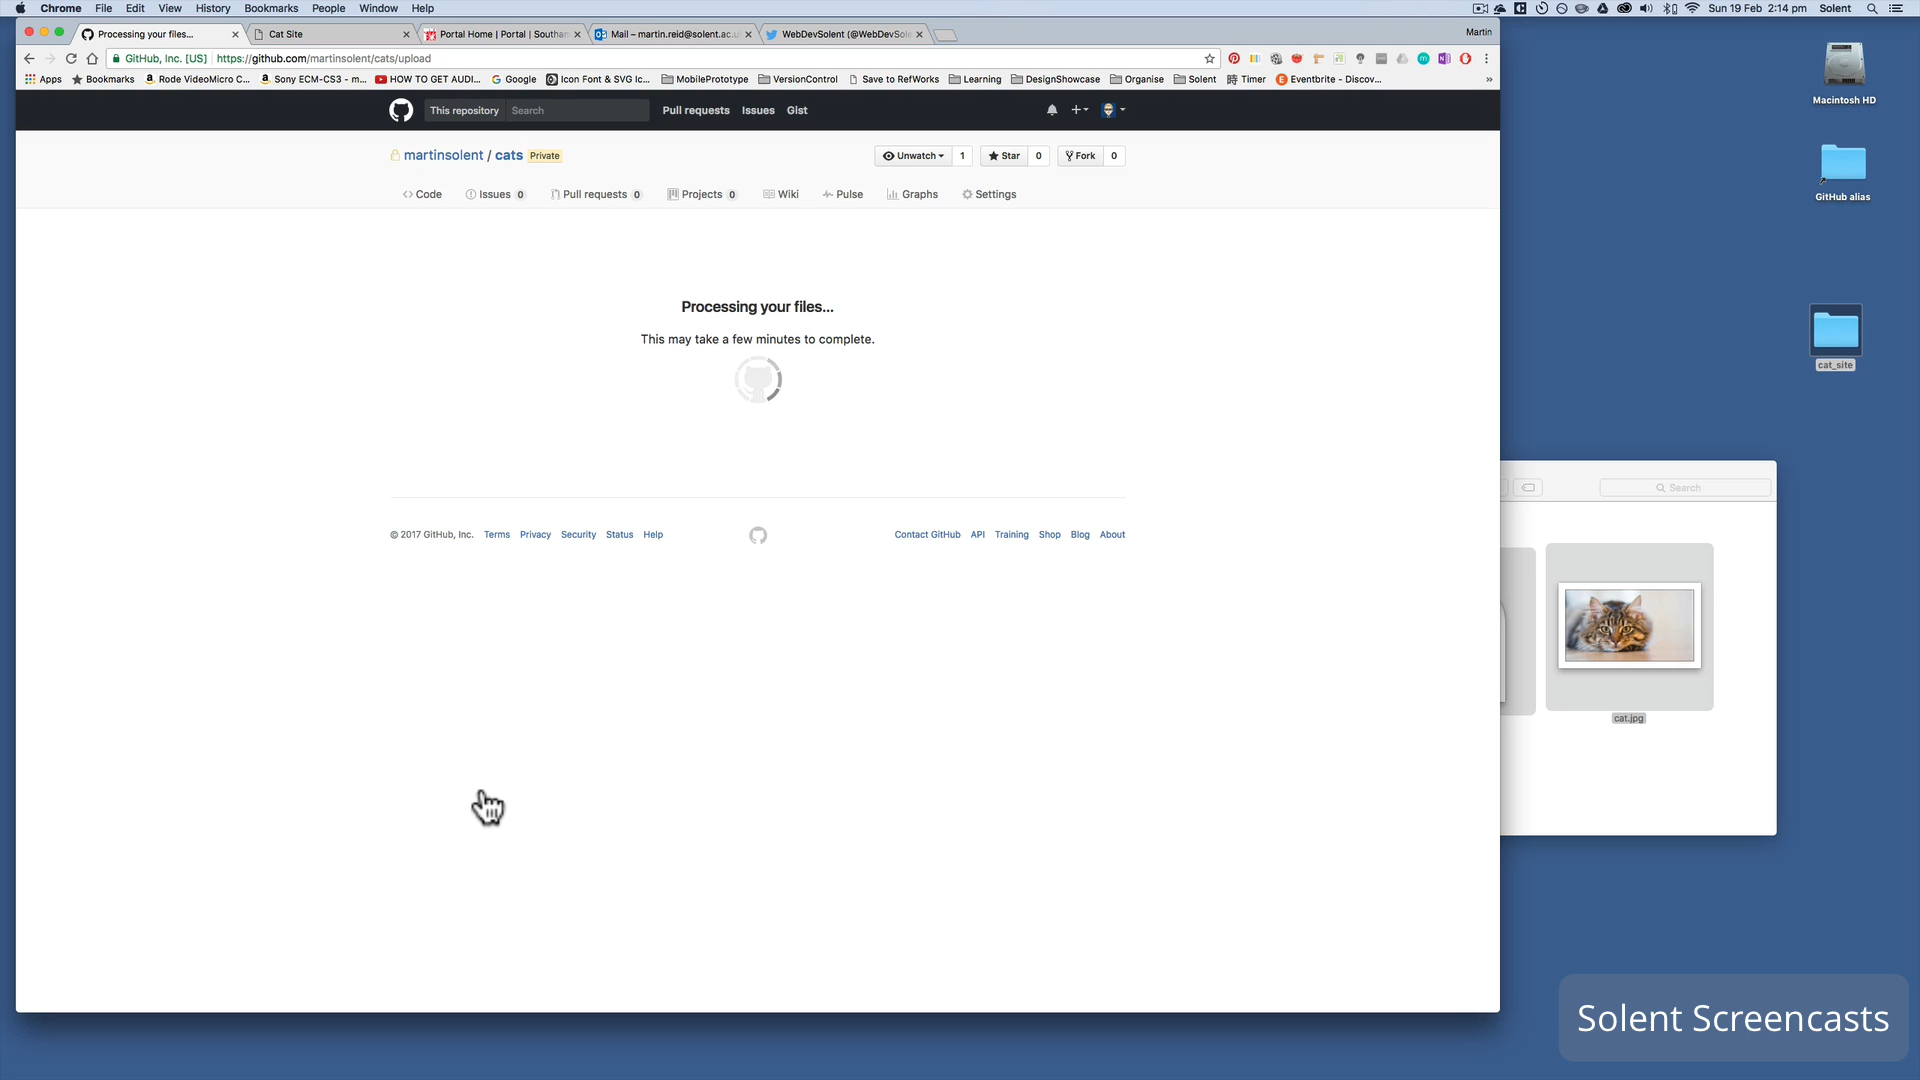 Chrome File Edit View History Bookmarks People Window Help
Sun 19 Feb 2:14 pm Solent
Processing your files...
Cat Site
Portal Home | Portal | Southam
Mail – martin.reid@solent.ac.u
WebDevSolent (@WebDevSole
Martin
GitHub, Inc. [US] https://github.com/martinsolent/cats/upload
Apps Bookmarks Rode VideoMicro C... Sony ECM-CS3 - m... HOW TO GET AUDI... Google Icon Font & SVG Ic... MobilePrototype VersionControl Save to RefWorks Learning DesignShowcase Organise Solent Timer Eventbrite - Discov... »
This repository Search Pull requests Issues Gist
martinsolent / cats Private
Unwatch 1 Star 0 Fork 0
Code Issues 0 Pull requests 0 Projects 0 Wiki Pulse Graphs Settings
Processing your files...
This may take a few minutes to complete.
© 2017 GitHub, Inc. Terms Privacy Security Status Help
Contact GitHub API Training Shop Blog About
Macintosh HD
GitHub alias
cat_site
Search
cat.jpg
Solent Screencasts